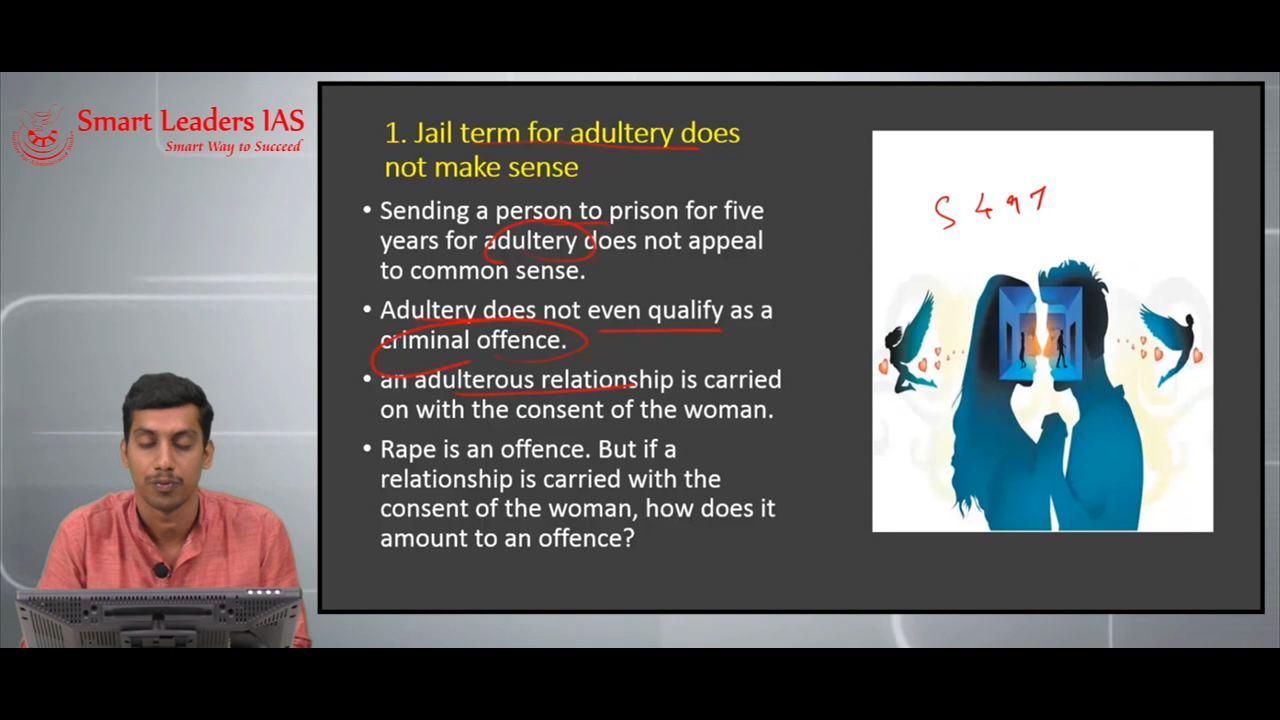 Smart Leaders IAS
Smart Way to Succeed
1. Jail term for adultery does
not make sense
• Sending a person to prison for five
years for adultery does not appeal
to common sense.
• Adultery does not even qualify as a
criminal offence.
• an adulterous relationship is carried
on with the consent of the woman.
• Rape is an offence. But if a
relationship is carried with the
consent of the woman, how does it
amount to an offence?
S 497